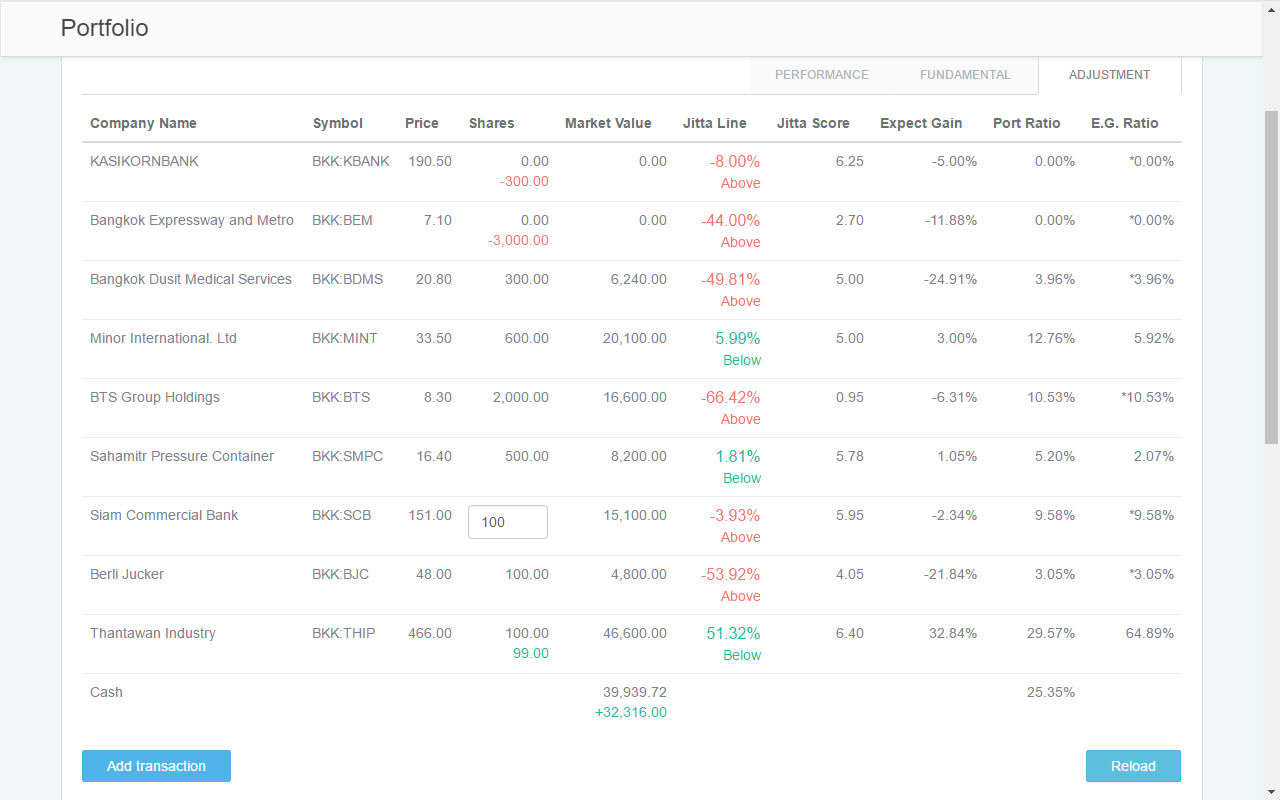 Portfolio
PERFORMANCE FUNDAMENTAL ADJUSTMENT
Company Name Symbol Price Shares Market Value Jitta Line Jitta Score Expect Gain Port Ratio E.G. Ratio
KASIKORNBANK BKK:KBANK 190.50 0.00 0.00 -8.00% 6.25 -5.00% 0.00% *0.00%
-300.00 Above
Bangkok Expressway and Metro BKK:BEM 7.10 0.00 0.00 -44.00% 2.70 -11.88% 0.00% *0.00%
-3,000.00 Above
Bangkok Dusit Medical Services BKK:BDMS 20.80 300.00 6,240.00 -49.81% 5.00 -24.91% 3.96% *3.96%
Above
Minor International. Ltd BKK:MINT 33.50 600.00 20,100.00 5.99% 5.00 3.00% 12.76% 5.92%
Below
BTS Group Holdings BKK:BTS 8.30 2,000.00 16,600.00 -66.42% 0.95 -6.31% 10.53% *10.53%
Above
Sahamitr Pressure Container BKK:SMPC 16.40 500.00 8,200.00 1.81% 5.78 1.05% 5.20% 2.07%
Below
Siam Commercial Bank BKK:SCB 151.00 100 15,100.00 -3.93% 5.95 -2.34% 9.58% *9.58%
Above
Berli Jucker BKK:BJC 48.00 100.00 4,800.00 -53.92% 4.05 -21.84% 3.05% *3.05%
Above
Thantawan Industry BKK:THIP 466.00 100.00 46,600.00 51.32% 6.40 32.84% 29.57% 64.89%
99.00 Below
Cash 39,939.72 25.35%
+32,316.00
Add transaction Reload